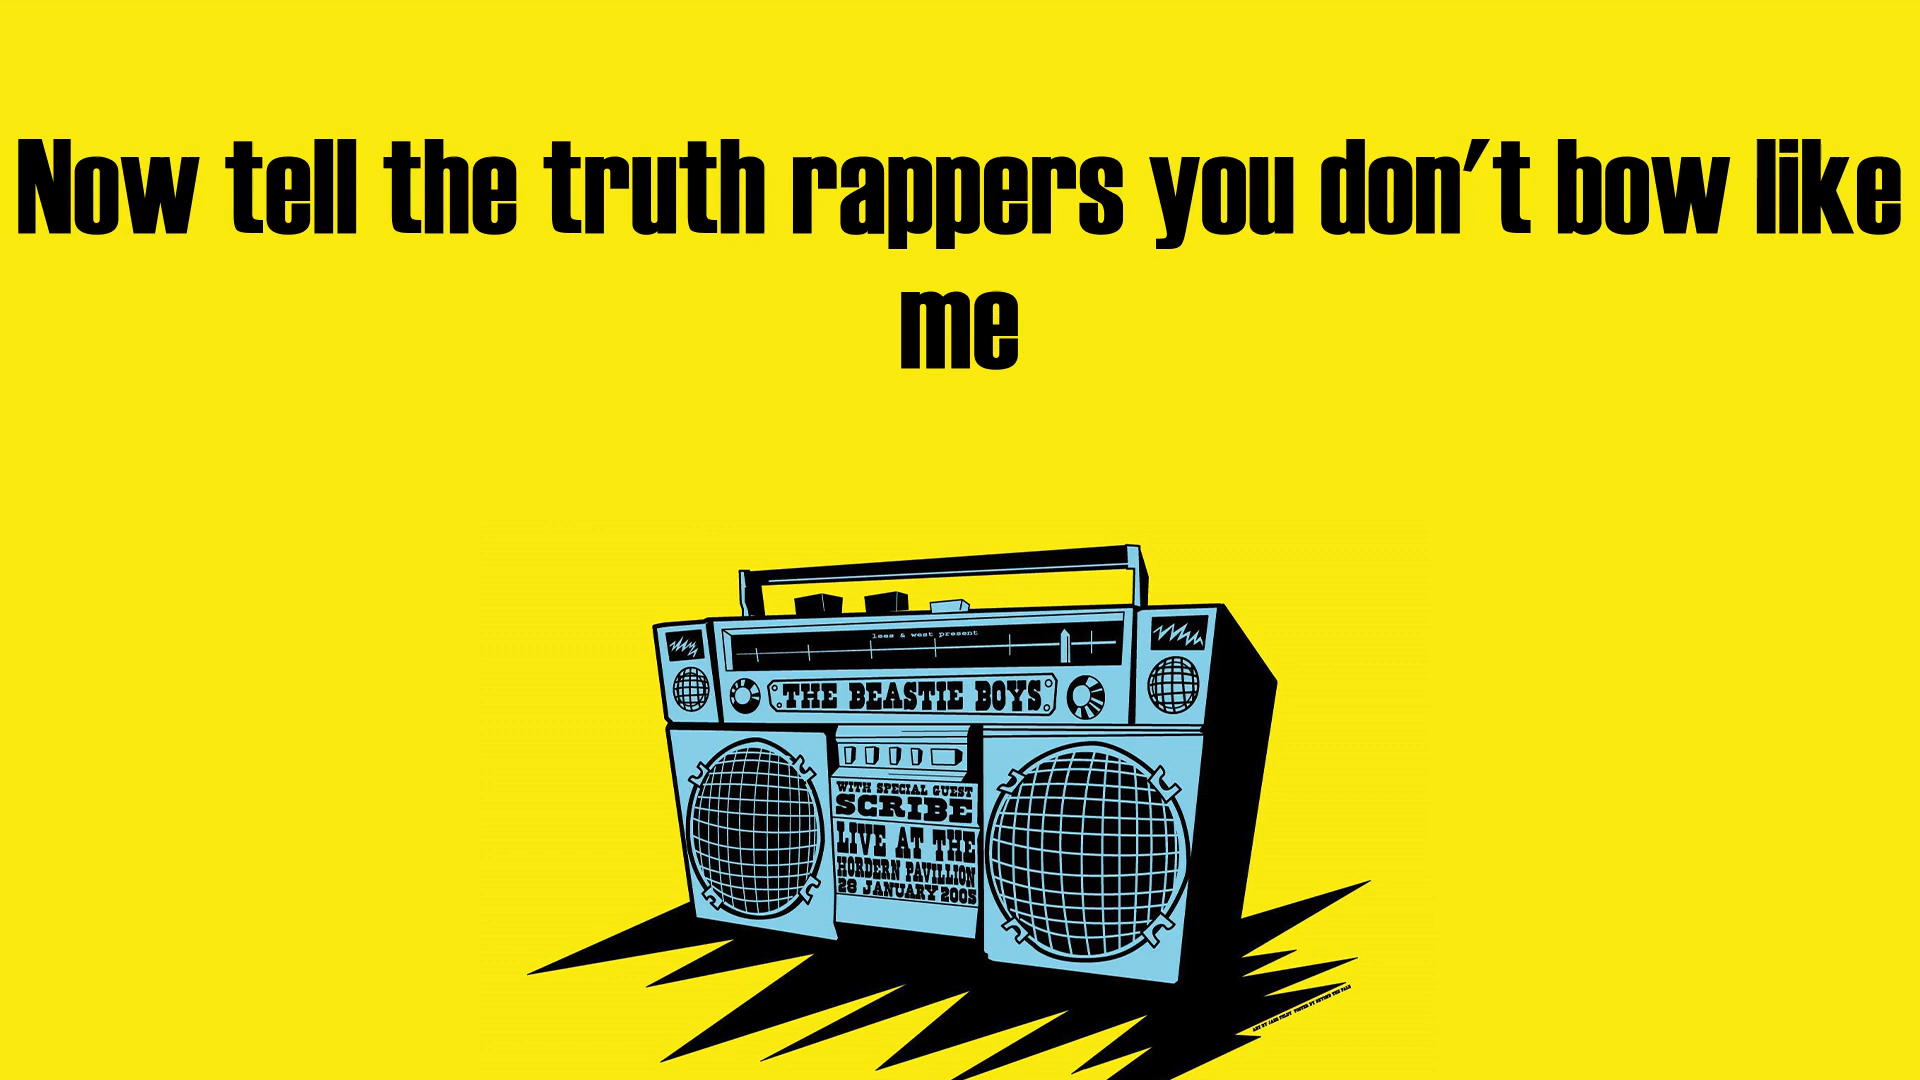 Now tell the truth rappers you don't bow like
me
lees & west present
THE BEASTIE BOYS
WITH SPECIAL GUEST
SCRIBE
LIVE AT THE
HORDERN PAVILLION
28 JANUARY 2005